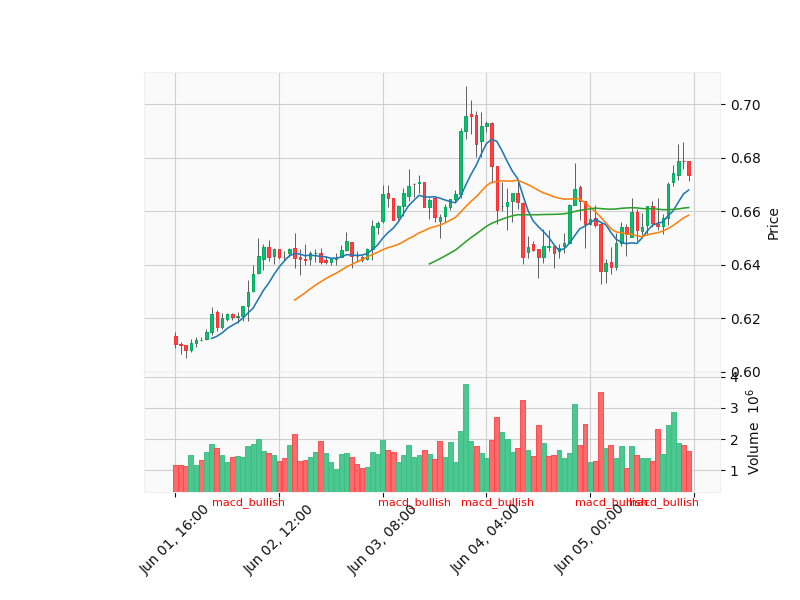 0.70
0.68
0.66
0.64
0.62
0.60
Price
4
3
2
1
Volume 10^6
macd_bullish
macd_bullish
macd_bullish
macd_bullish
macd_bullish
Jun 01, 16:00
Jun 02, 12:00
Jun 03, 08:00
Jun 04, 04:00
Jun 05, 00:00